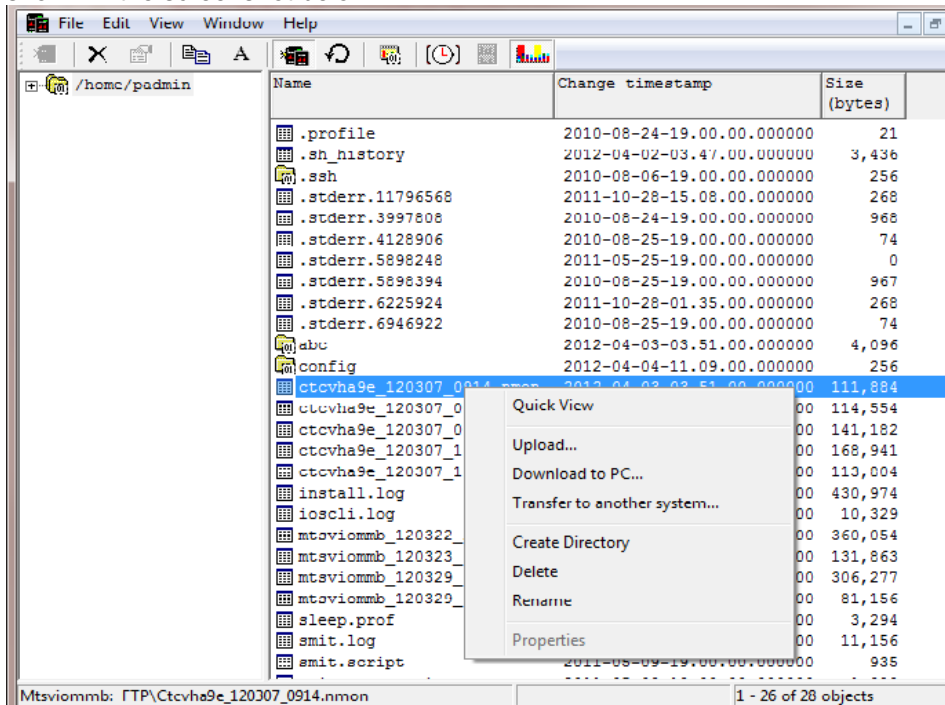 File Edit View Window Help
/home/padmin
Name Change timestamp Size (bytes)
.profile 2010-08-24-19.00.00.000000 21
.sh_history 2012-04-02-03.47.00.000000 3,436
.ssh 2010-08-06-19.00.00.000000 256
.stderr.11796568 2011-10-28-15.08.00.000000 268
.stderr.3997808 2010-08-24-19.00.00.000000 968
.stderr.4128906 2010-08-25-19.00.00.000000 74
.stderr.5898248 2011-05-25-19.00.00.000000 0
.stderr.5898394 2010-08-25-19.00.00.000000 967
.stderr.6225924 2011-10-28-01.35.00.000000 268
.stderr.6946922 2010-08-25-19.00.00.000000 74
abc 2012-04-03-03.51.00.000000 4,096
config 2012-04-04-11.09.00.000000 256
ctcvha9e_120307_0914.nmon 2012-04-03-03.51.00.000000 111,884
ctcvha9e_120307_0 00 114,554
ctcvha9e_120307_0 00 141,182
ctcvha9e_120307_1 00 168,941
ctcvha9e_120307_1 00 113,004
install.log 00 430,974
ioscli.log 00 10,329
mtsviommb_120322_ 00 360,054
mtsviommb_120323_ 00 131,863
mtsviommb_120329_ 00 306,277
mtsviommb_120329_ 00 81,156
sleep.prof 00 3,294
smit.log 00 11,156
smit.script 2011-05-09-19.00.00.000000 935
Quick View
Upload...
Download to PC...
Transfer to another system...
Create Directory
Delete
Rename
Properties
Mtsviommb: FTP\Ctcvha9e_120307_0914.nmon 1 - 26 of 28 objects